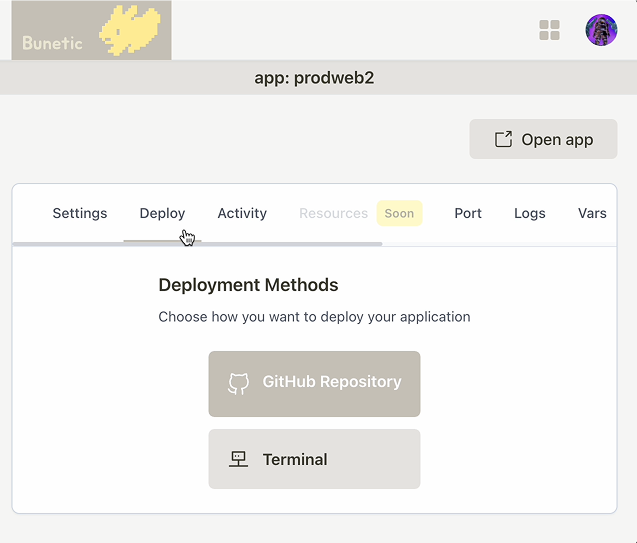 Bunetic
app: prodweb2
Open app
Settings Deploy Activity Resources Soon Port Logs Vars
Deployment Methods
Choose how you want to deploy your application
GitHub Repository
Terminal